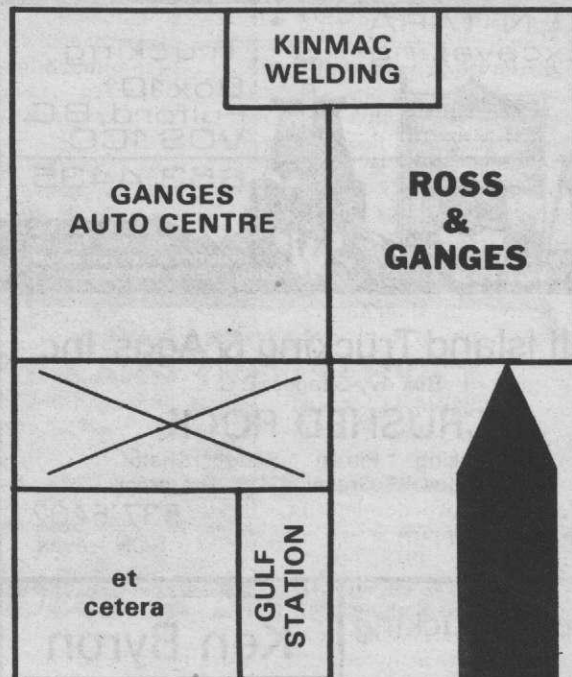 KINMAC
WELDING
GANGES
AUTO CENTRE
ROSS
&
GANGES
et
cetera
GULF
STATION